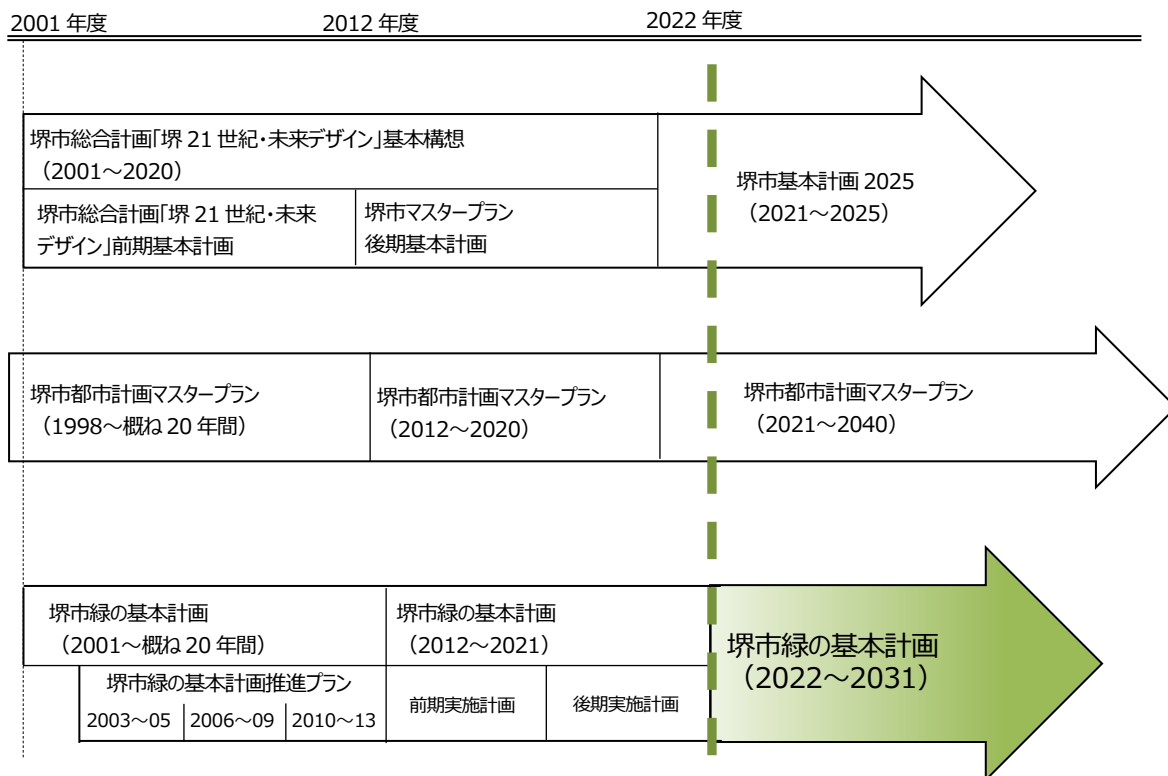 2001 年度
2012 年度
2022 年度
堺市総合計画「堺 21 世紀・未来デザイン」基本構想
（2001～2020）
堺市総合計画「堺 21 世紀・未来
デザイン」前期基本計画
堺市マスタープラン
後期基本計画
堺市基本計画 2025
（2021～2025）
堺市都市計画マスタープラン
（1998～概ね 20 年間）
堺市都市計画マスタープラン
（2012～2020）
堺市都市計画マスタープラン
（2021～2040）
堺市緑の基本計画
（2001～概ね 20 年間）
堺市緑の基本計画
（2012～2021）
堺市緑の基本計画
（2022～2031）
堺市緑の基本計画推進プラン
2003～05
2006～09
2010～13
前期実施計画
後期実施計画